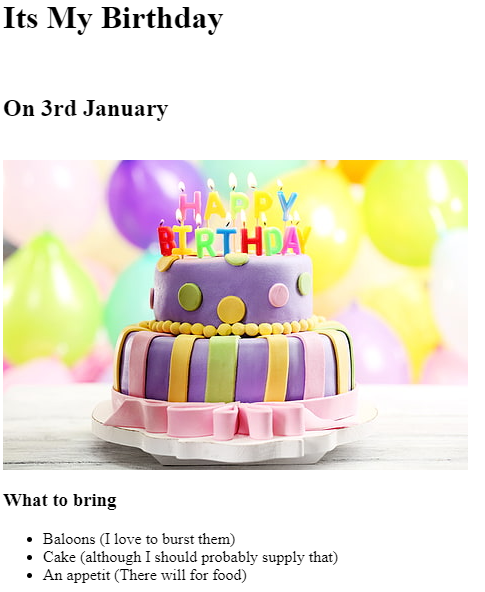 Its My Birthday
On 3rd January
HAPPY
BIRTHDAY
What to bring
Baloons (I love to burst them)
Cake (although I should probably supply that)
An appetit (There will for food)